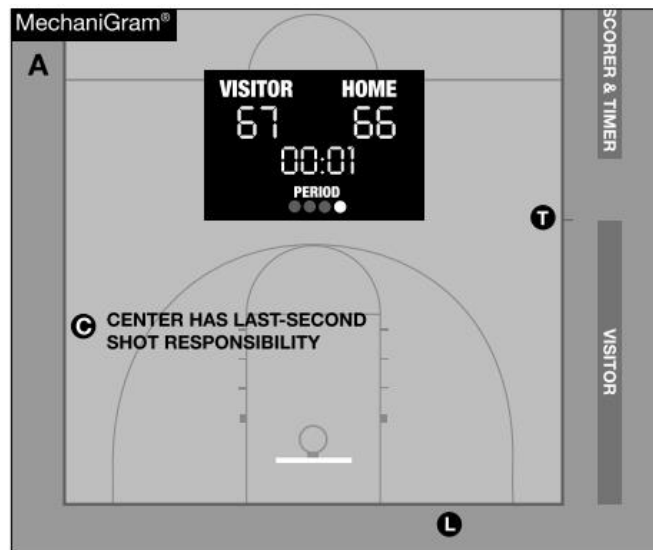 MechaniGram®
A
SCORER & TIMER
VISITOR HOME
67 66
00:01
PERIOD
T
C
CENTER HAS LAST-SECOND
SHOT RESPONSIBILITY
VISITOR
L